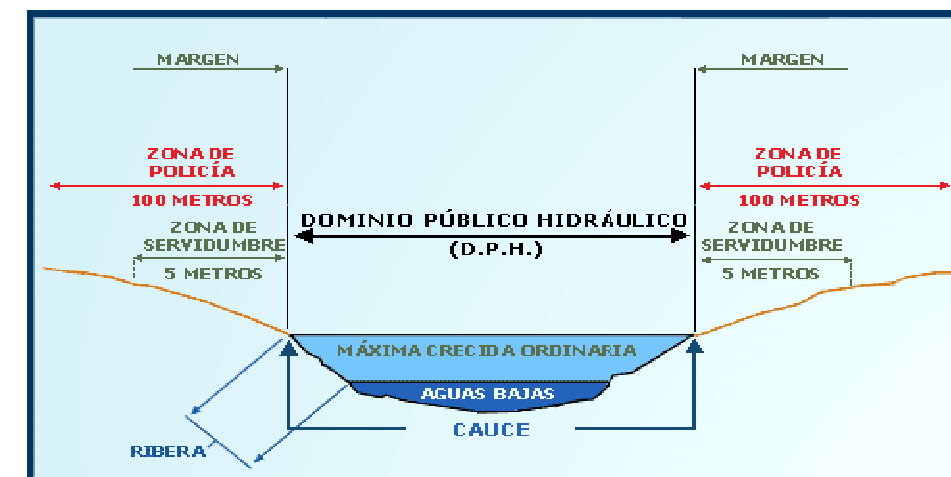 MARGEN
MARGEN
ZONA DE
POLICÍA
100 METROS
ZONA DE
POLICÍA
100 METROS
ZONA DE
SERVIDUMBRE
5 METROS
DOMINIO PÚBLICO HIDRÁULICO
(D.P.H.)
ZONA DE
SERVIDUMBRE
5 METROS
MÁXIMA CRECIDA ORDINARIA
AGUAS BAJAS
CAUCE
RIBERA